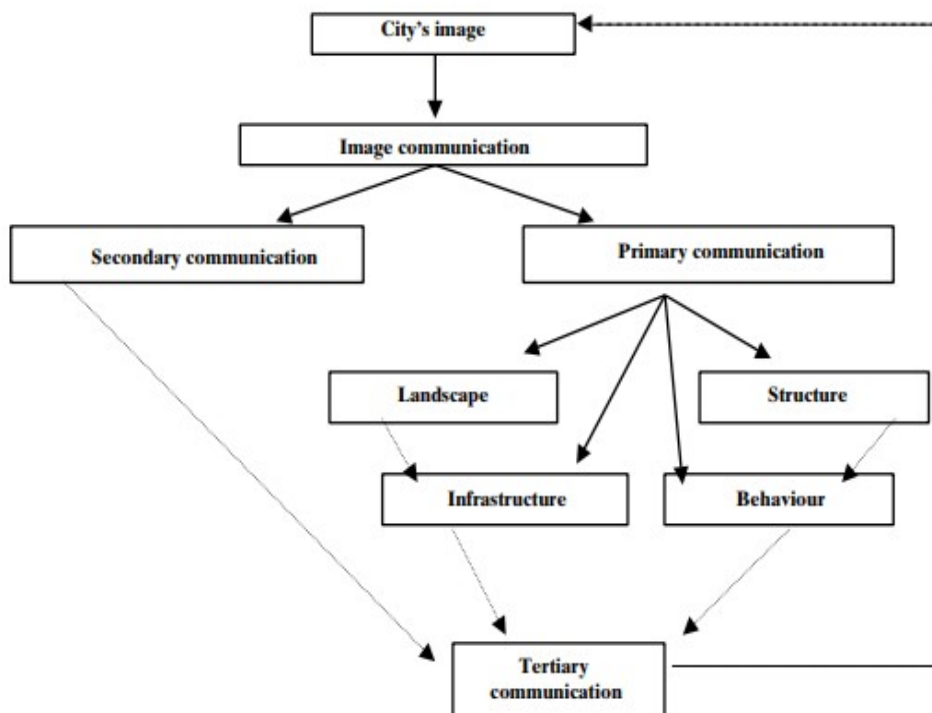 City's image
Image communication
Secondary communication
Primary communication
Landscape
Structure
Infrastructure
Behaviour
Tertiary
communication